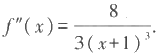 f″(x) = 8 / 3(x+1)³.